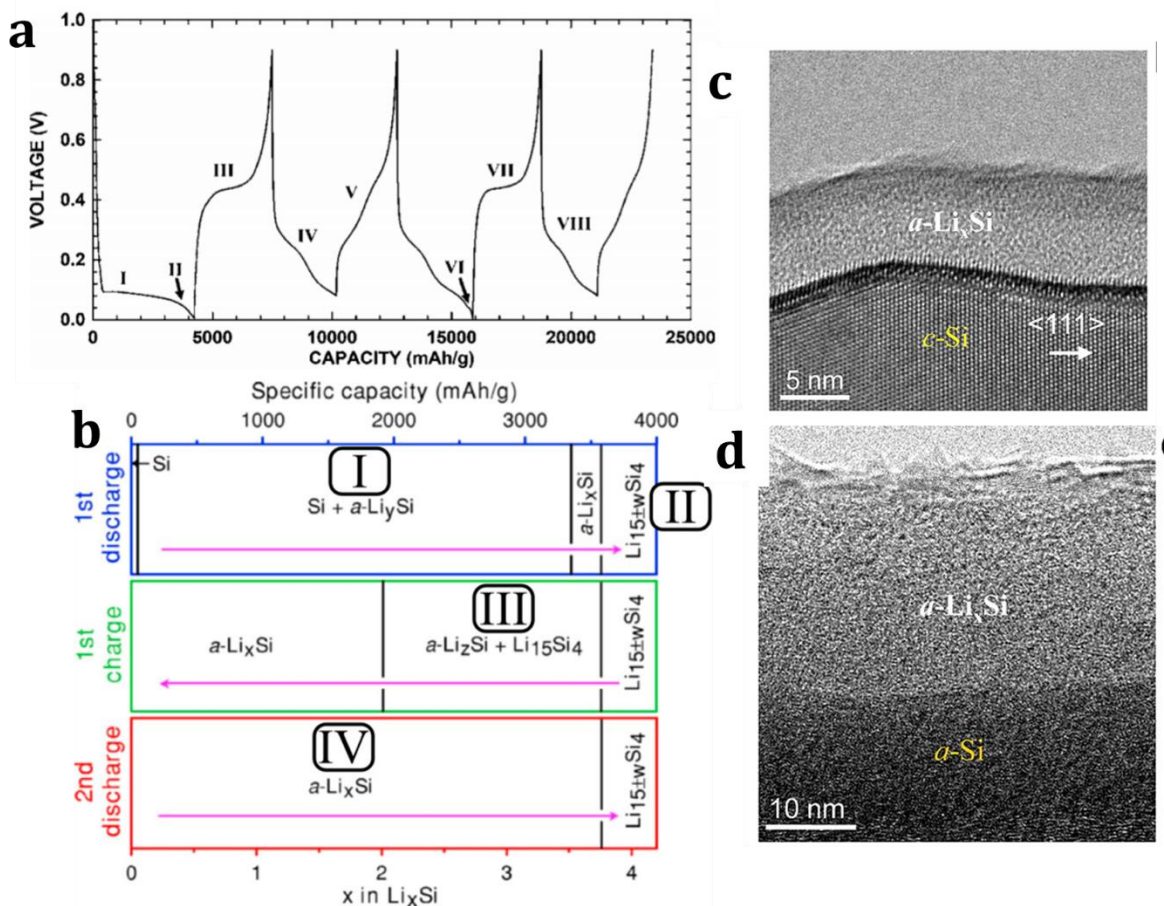 a
VOLTAGE (V)
1.0
0.8
0.6
0.4
0.2
0.0
I
II
III
IV
V
VI
VII
VIII
0
5000
10000
15000
20000
25000
CAPACITY (mAh/g)
b
Specific capacity (mAh/g)
0
1000
2000
3000
4000
1st discharge
Si
I
Si + a-LiySi
a-LixSi
Li15±wSi4
II
1st charge
a-LixSi
III
a-LizSi + Li15Si4
Li15±wSi4
2nd discharge
IV
a-LixSi
Li15±wSi4
0
1
2
3
4
x in LixSi
c
a-LixSi
c-Si
<111>
5 nm
d
a-LixSi
a-Si
10 nm